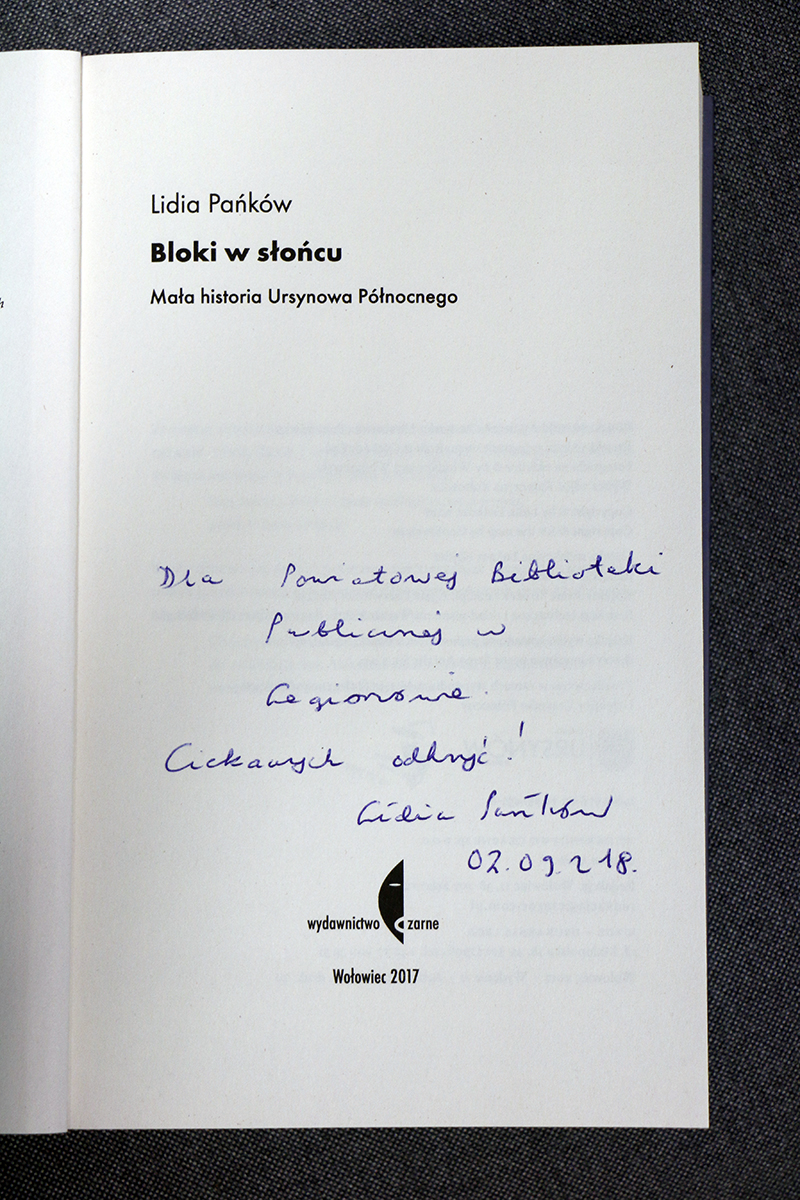 Lidia Pańków
Bloki w słońcu
Mała historia Ursynowa Północnego
Dla Powiatowej Biblioteki
Publicznej w
Legionowie.
Ciekawych odkryć!
Lidia Pańków
02.09.218.
wydawnictwo Czarne
Wołowiec 2017